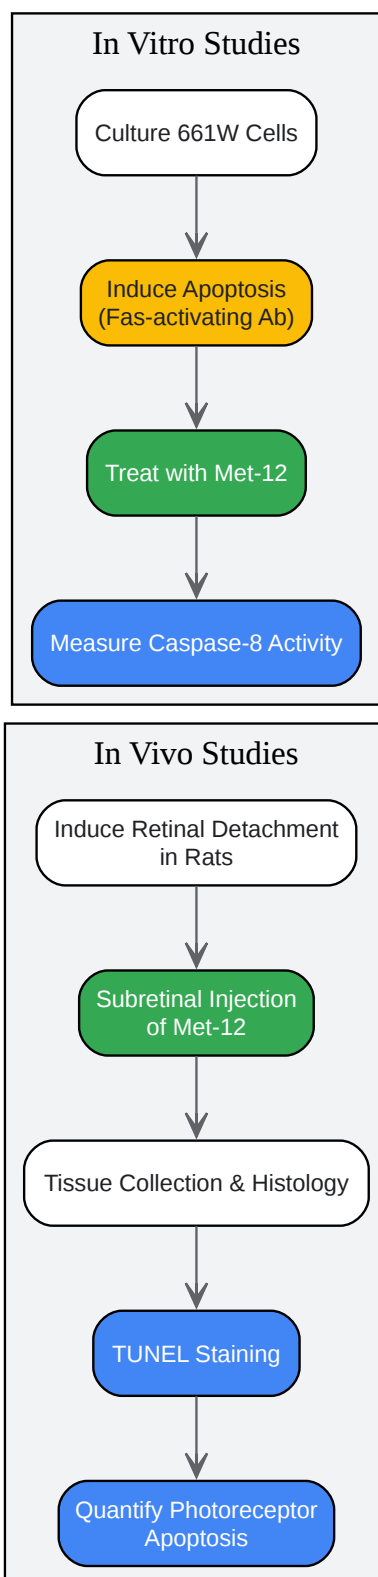 In Vitro Studies
Culture 661W Cells
Induce Apoptosis
(Fas-activating Ab)
Treat with Met-12
Measure Caspase-8 Activity
In Vivo Studies
Induce Retinal Detachment
in Rats
Subretinal Injection
of Met-12
Tissue Collection & Histology
TUNEL Staining
Quantify Photoreceptor
Apoptosis